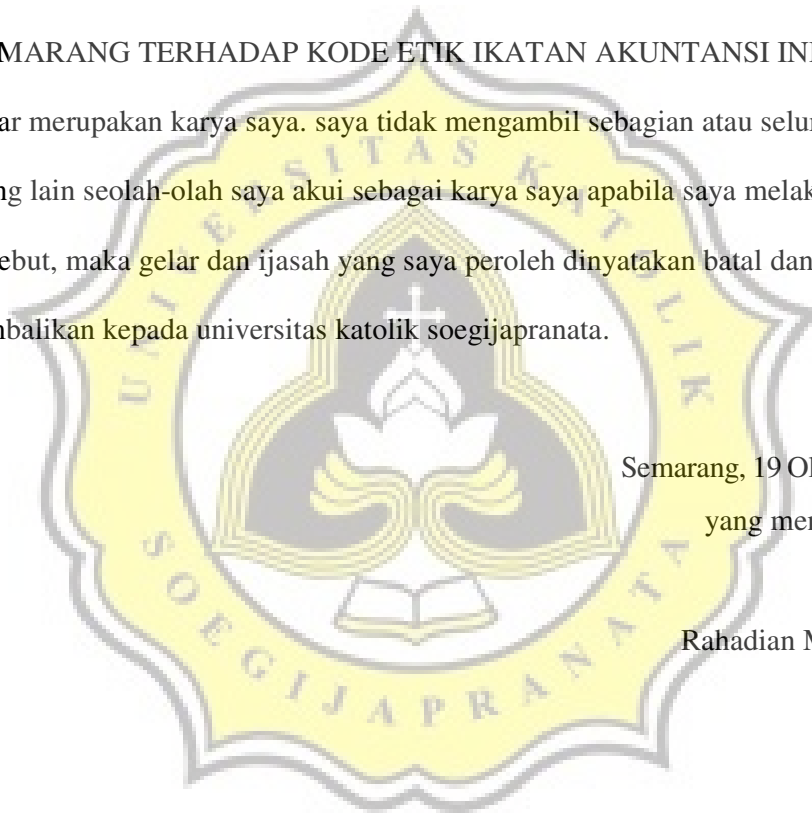 MARANG TERHADAP KODE ETIK IKATAN AKUNTANSI IN
ar merupakan karya saya. saya tidak mengambil sebagian atau selu
ng lain seolah-olah saya akui sebagai karya saya apabila saya melak
ebut, maka gelar dan ijasah yang saya peroleh dinyatakan batal dan
mbalikan kepada universitas katolik soegijapranata.
Semarang, 19 O
yang me
Rahadian M
UNIVERSITAS KATOLIK
SOEGIJAPRANATA